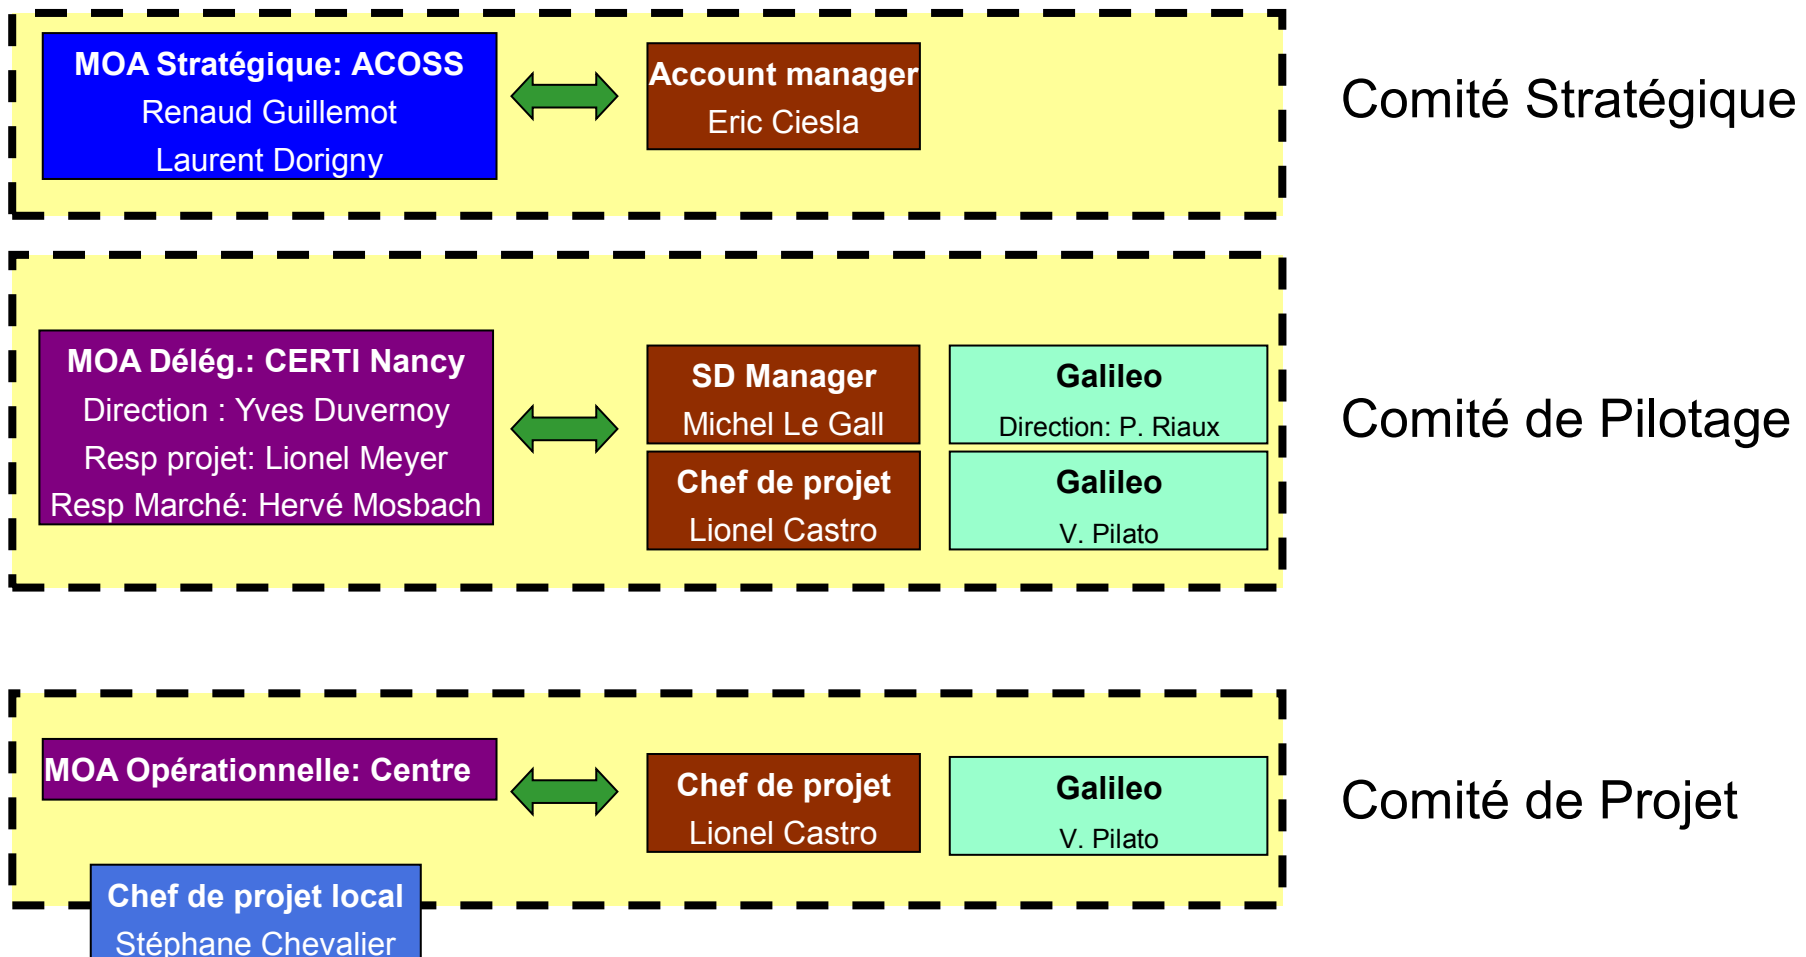 MOA Stratégique: ACOSS
Renaud Guillemot
Laurent Dorigny
Account manager
Eric Ciesla
Comité Stratégique
MOA Délég.: CERTI Nancy
Direction : Yves Duvernoy
Resp projet: Lionel Meyer
Resp Marché: Hervé Mosbach
SD Manager
Michel Le Gall
Galileo
Direction: P. Riaux
Chef de projet
Lionel Castro
Galileo
V. Pilato
Comité de Pilotage
MOA Opérationnelle: Centre
Chef de projet
Lionel Castro
Galileo
V. Pilato
Comité de Projet
Chef de projet local
Stéphane Chevalier